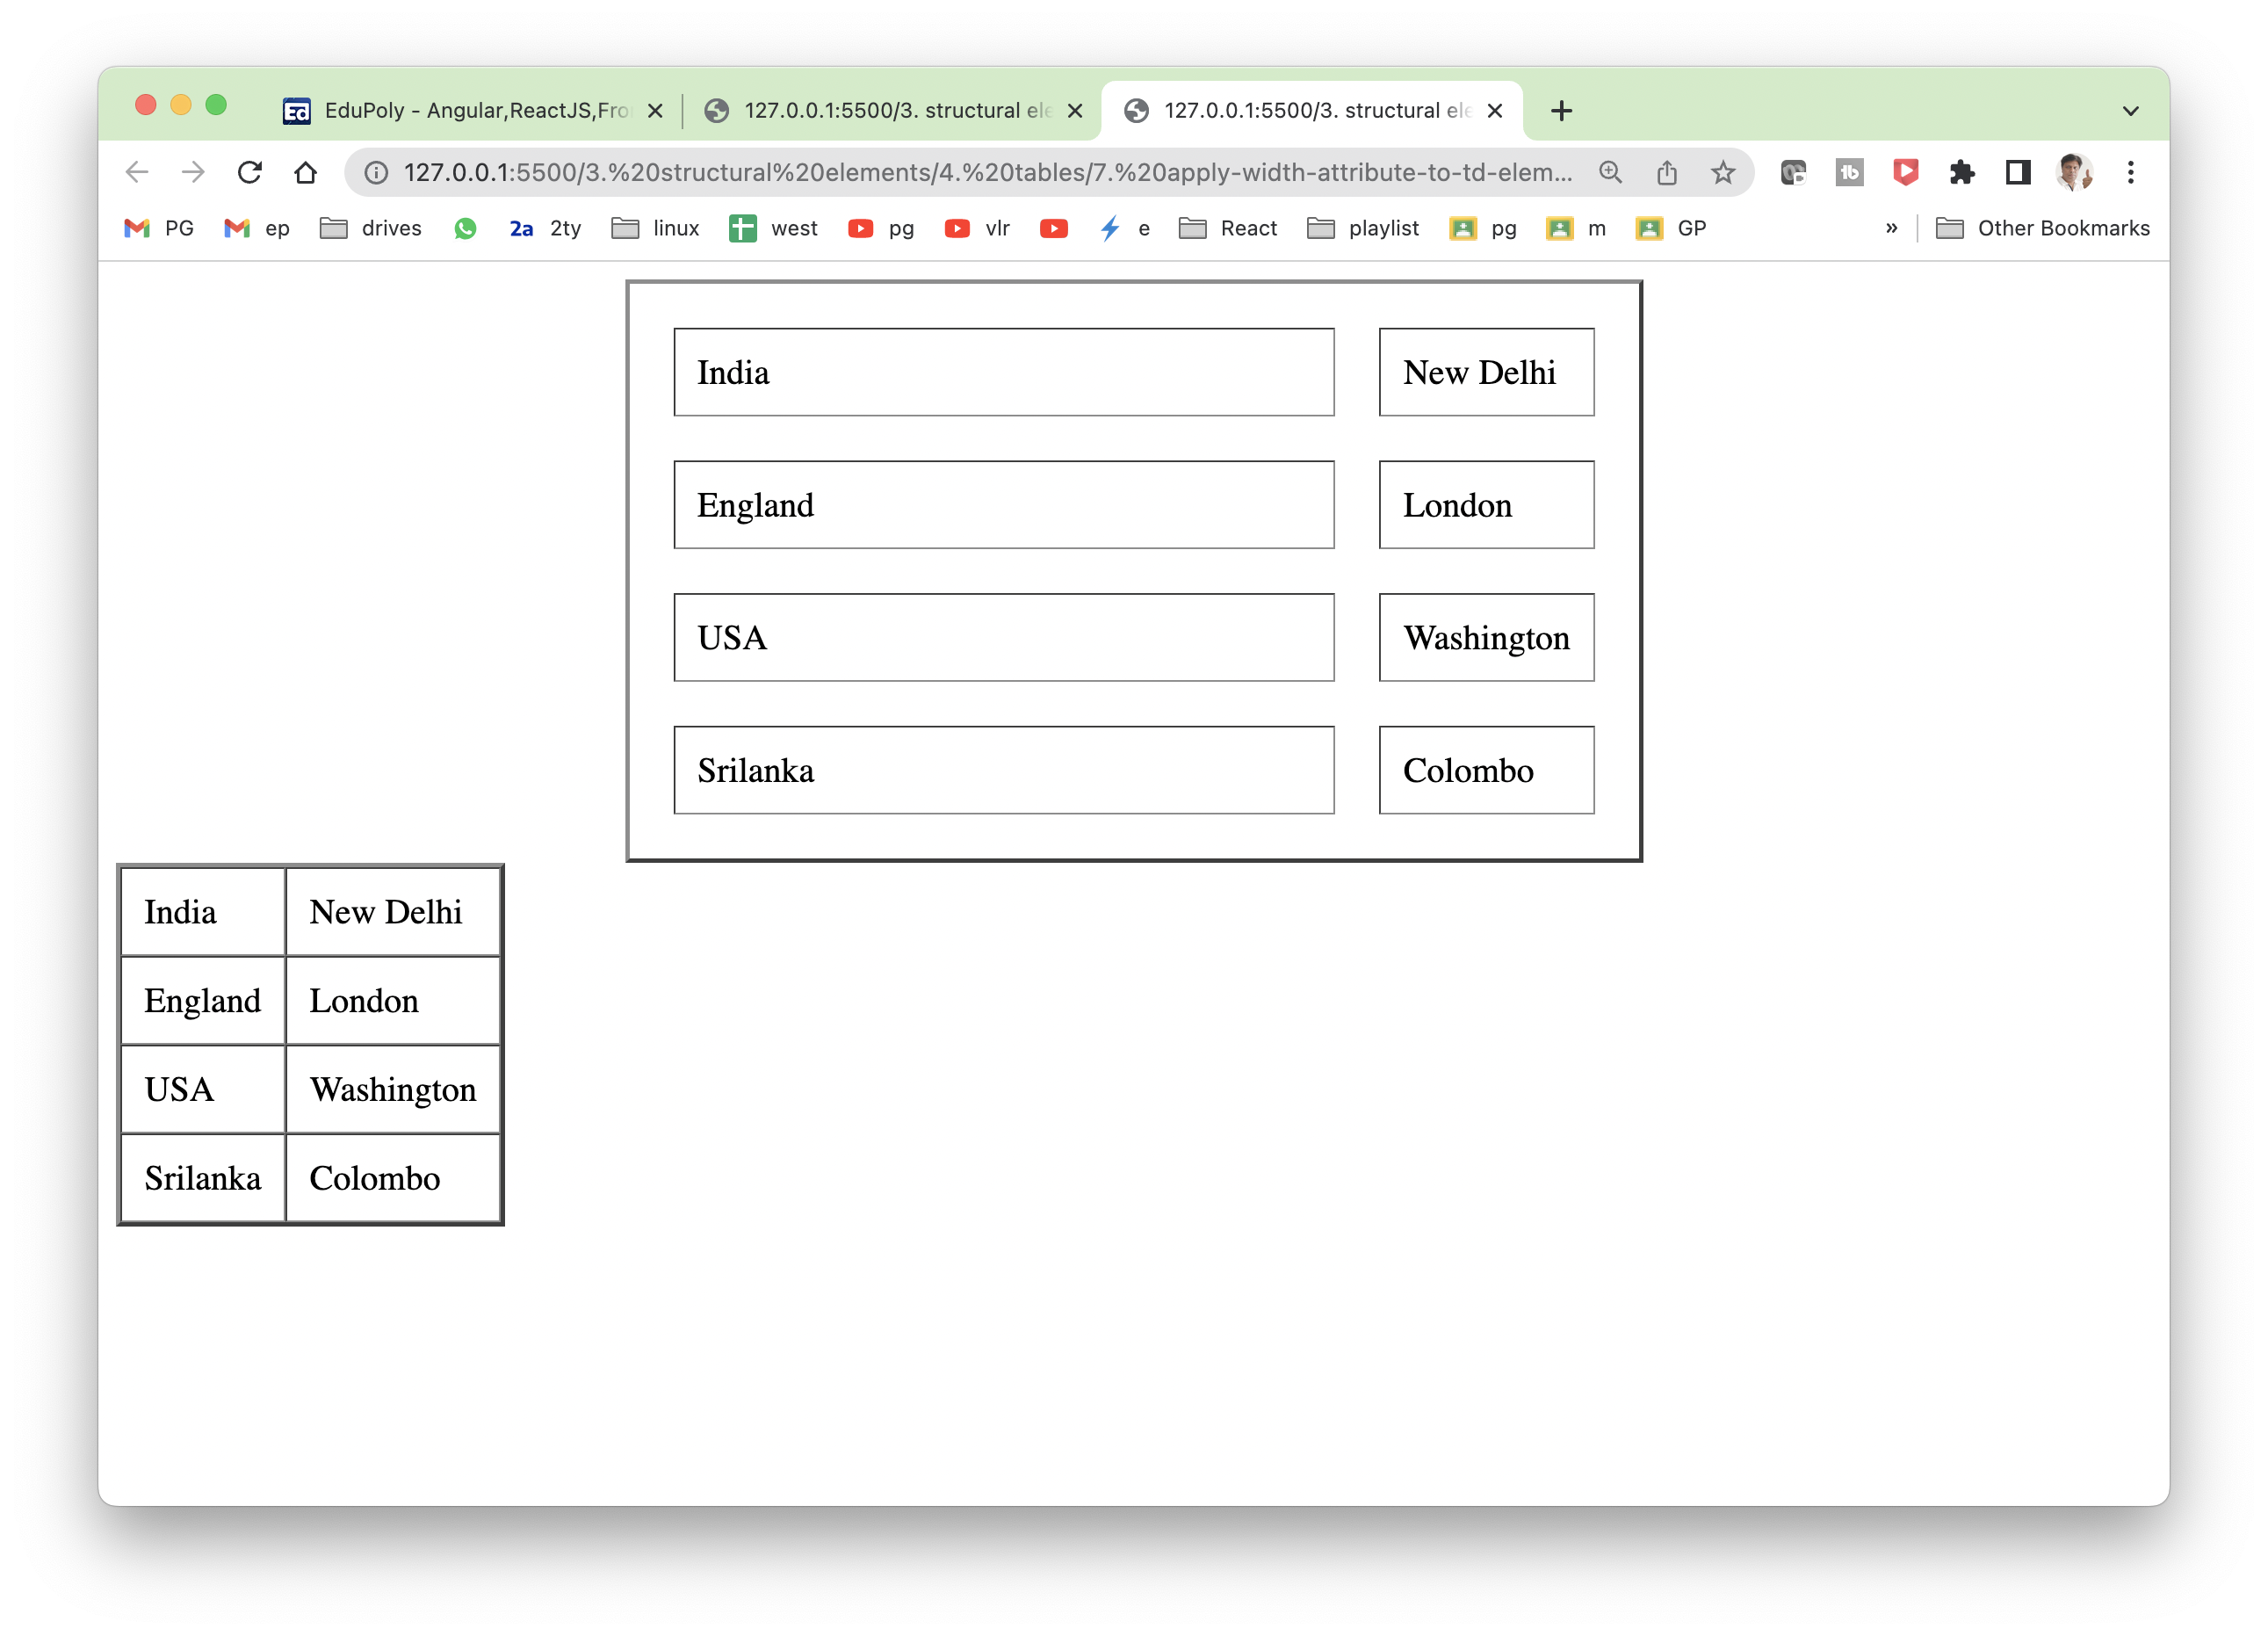 EduPoly - Angular,ReactJS,Fro
127.0.0.1:5500/3. structural ele
127.0.0.1:5500/3. structural ele
127.0.0.1:5500/3.%20structural%20elements/4.%20tables/7.%20apply-width-attribute-to-td-elem...
PG ep drives 2a 2ty linux west pg vlr e React playlist pg m GP » Other Bookmarks
India New Delhi
England London
USA Washington
Srilanka Colombo
India New Delhi
England London
USA Washington
Srilanka Colombo